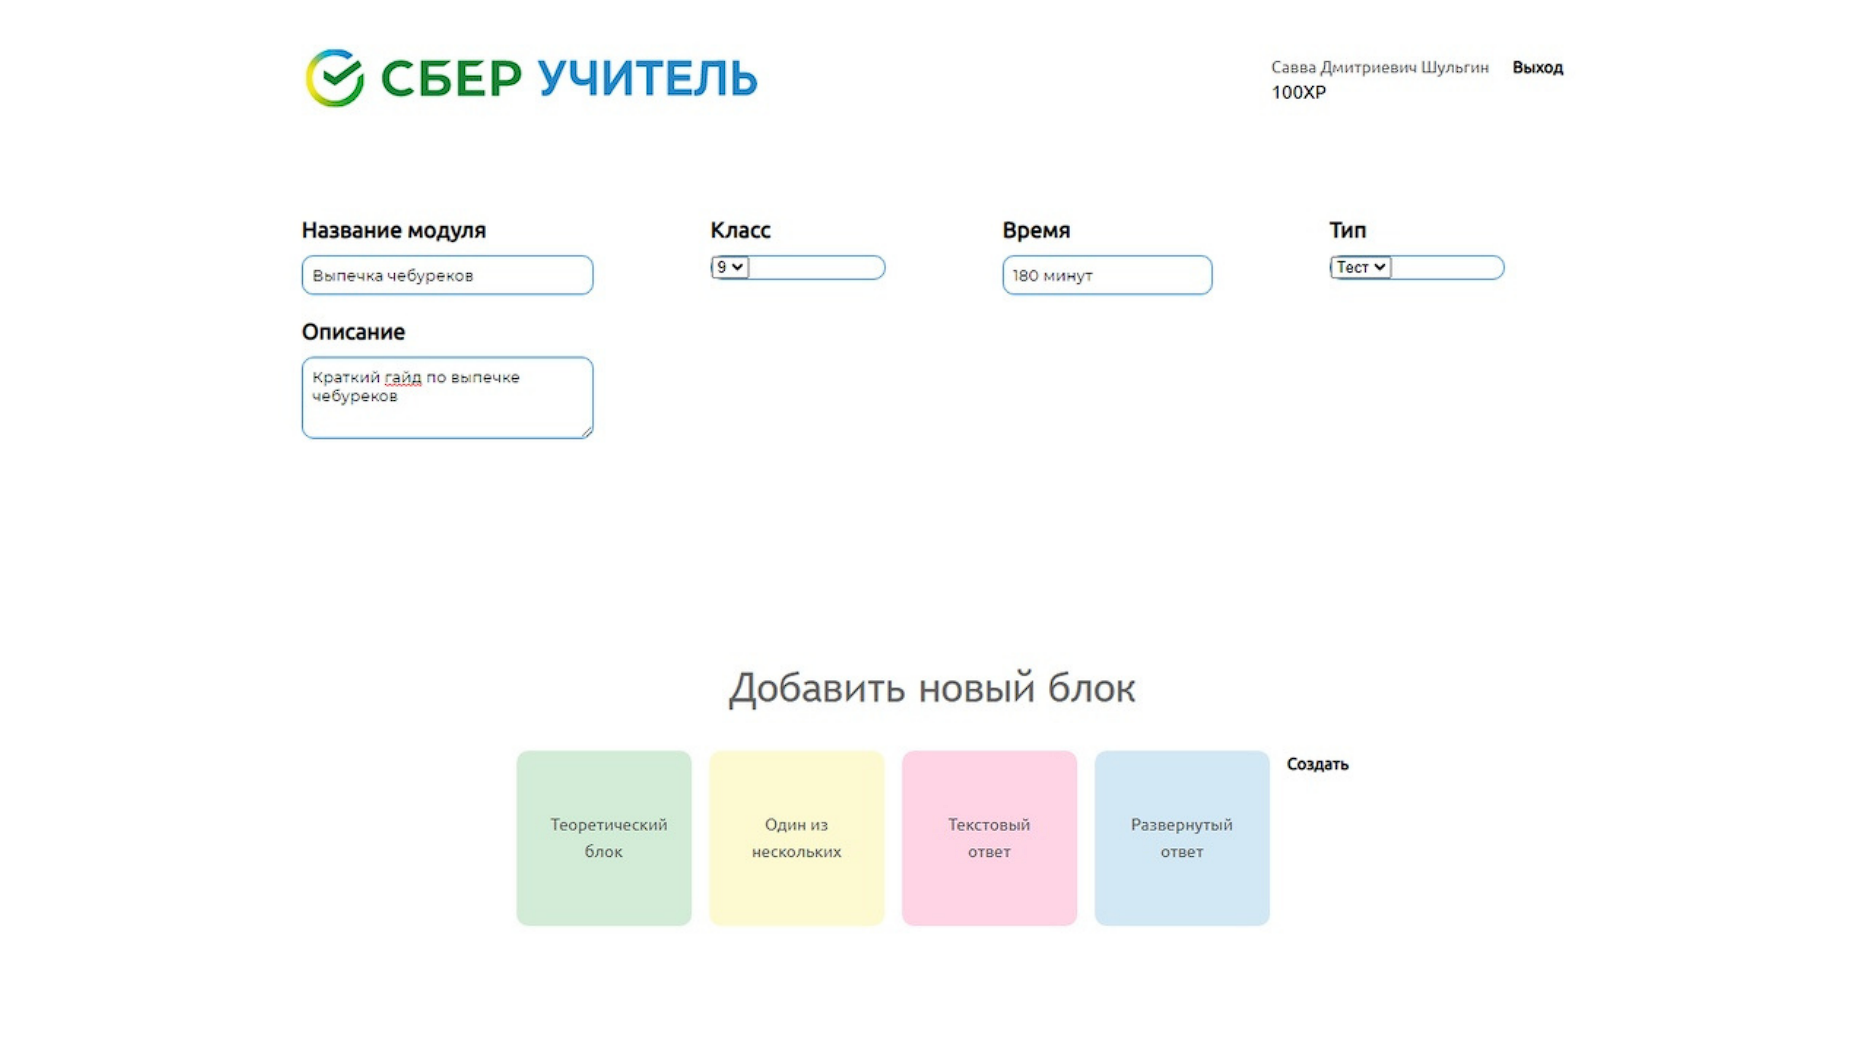 СБЕР УЧИТЕЛЬ
Савва Дмитриевич Шульгин Выход
100XP
Название модуля Класс Время Тип
Выпечка чебуреков 9 180 минут Тест
Описание
Краткий гайд по выпечке
чебуреков
Добавить новый блок
Теоретический
блок
Один из
нескольких
Текстовый
ответ
Развернутый
ответ
Создать